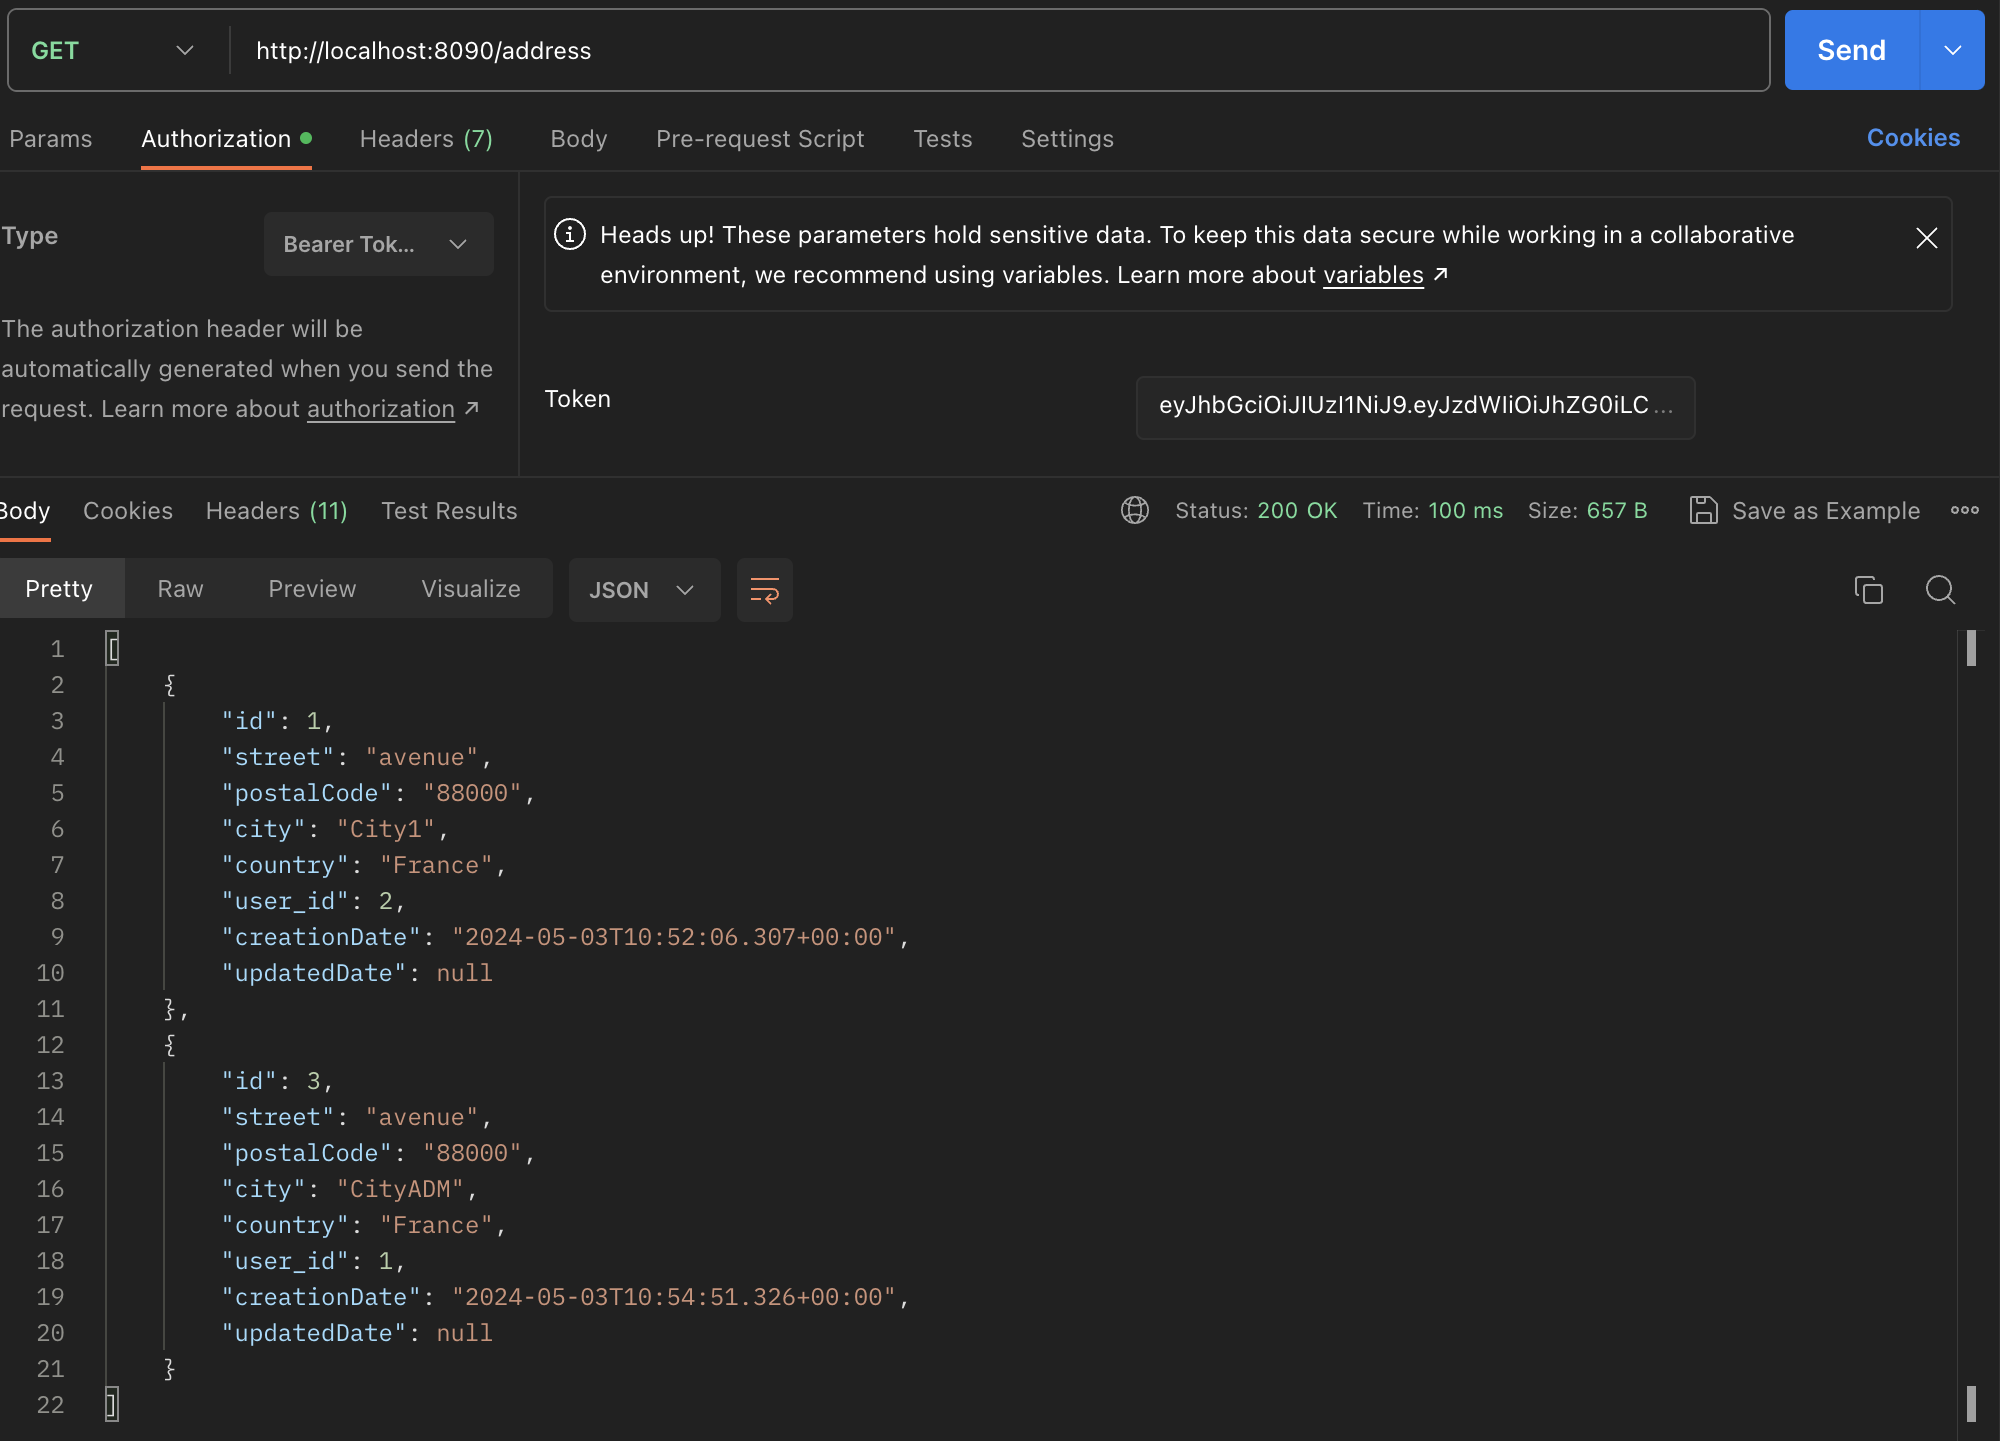 GET http://localhost:8090/address Send
Params Authorization Headers (7) Body Pre-request Script Tests Settings Cookies
Type Bearer Tok...
The authorization header will be
automatically generated when you send the
request. Learn more about authorization ↗
Heads up! These parameters hold sensitive data. To keep this data secure while working in a collaborative
environment, we recommend using variables. Learn more about variables ↗
Token eyJhbGciOiJIUzI1NiJ9.eyJzdWIiOiJhZG0iLC ...
Body Cookies Headers (11) Test Results Status: 200 OK Time: 100 ms Size: 657 B Save as Example
Pretty Raw Preview Visualize JSON
1 [
2 {
3 "id": 1,
4 "street": "avenue",
5 "postalCode": "88000",
6 "city": "City1",
7 "country": "France",
8 "user_id": 2,
9 "creationDate": "2024-05-03T10:52:06.307+00:00",
10 "updatedDate": null
11 },
12 {
13 "id": 3,
14 "street": "avenue",
15 "postalCode": "88000",
16 "city": "CityADM",
17 "country": "France",
18 "user_id": 1,
19 "creationDate": "2024-05-03T10:54:51.326+00:00",
20 "updatedDate": null
21 }
22 ]